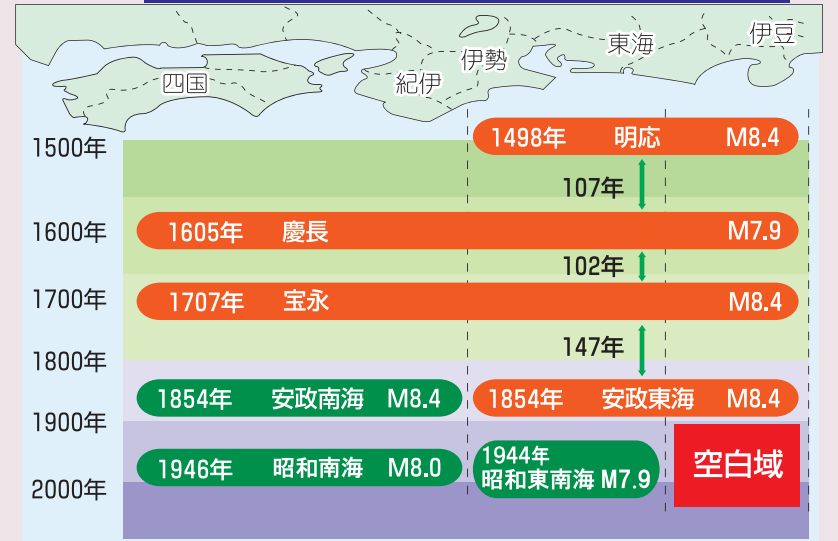 四国
紀伊
伊勢
東海
伊豆
1500年
1498年 明応 M8.4
107年
1600年
1605年 慶長 M7.9
102年
1700年
1707年 宝永 M8.4
147年
1800年
1854年 安政南海 M8.4
1854年 安政東海 M8.4
1900年
1946年 昭和南海 M8.0
1944年
昭和東南海 M7.9
空白域
2000年